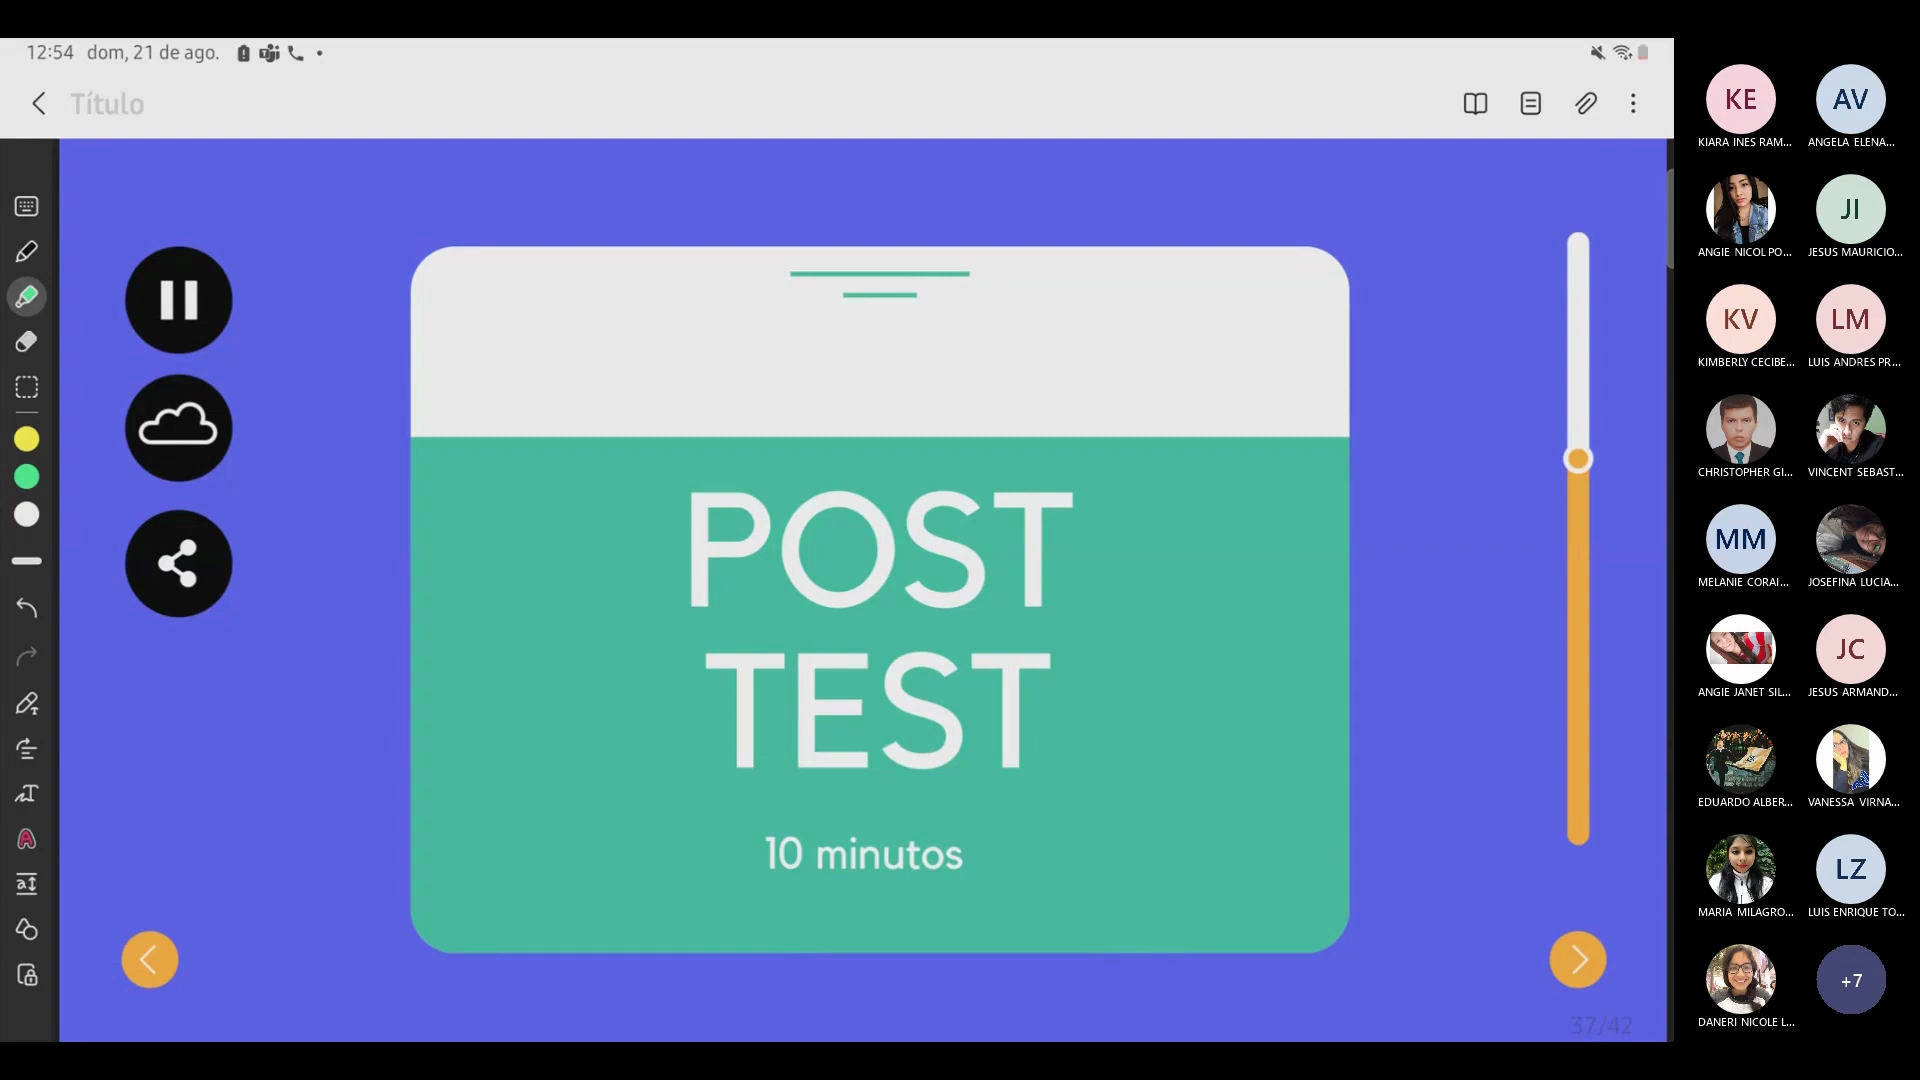 12:54 dom, 21 de ago.
Título
POST
TEST
10 minutos
37/42
KE
KIARA INES RAM...
AV
ANGELA ELENA...
ANGIE NICOL PO...
JI
JESUS MAURICIO...
KV
KIMBERLY CECIBE...
LM
LUIS ANDRES PR...
CHRISTOPHER GI...
VINCENT SEBAST...
MM
MELANIE CORAI...
JOSEFINA LUCIA...
ANGIE JANET SIL...
JC
JESUS ARMAND...
EDUARDO ALBER...
VANESSA VIRNA...
MARIA MILAGRO...
LZ
LUIS ENRIQUE TO...
DANERI NICOLE L...
+7